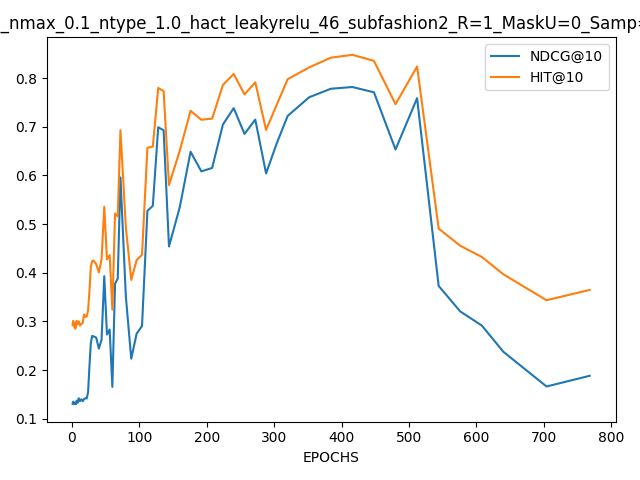 _nmax_0.1_ntype_1.0_hact_leakyrelu_46_subfashion2_R=1_MaskU=0_Samp=
NDCG@10
HIT@10
0.8
0.7
0.6
0.5
0.4
0.3
0.2
0.1
0 100 200 300 400 500 600 700 800
EPOCHS